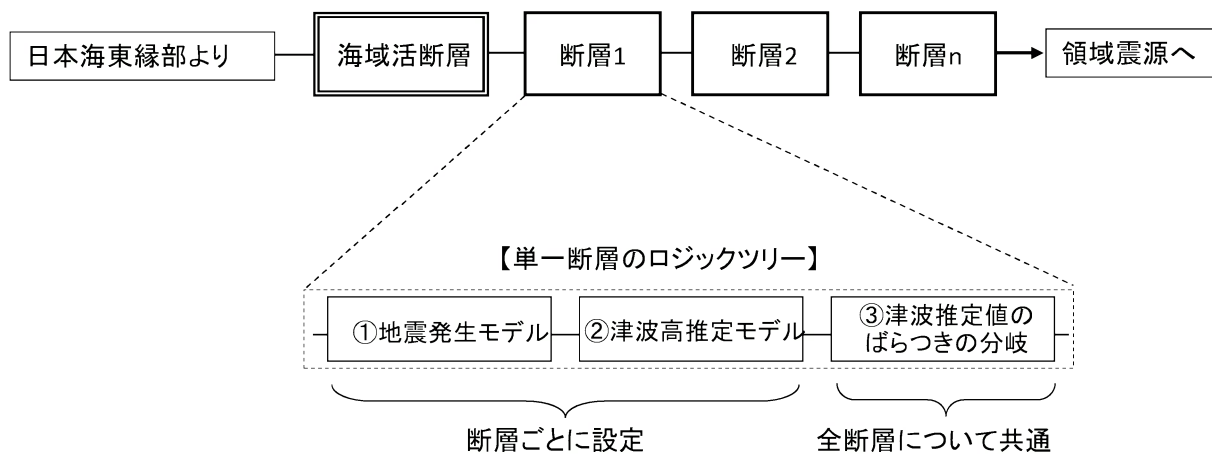 日本海東縁部より
海域活断層
断層1
断層2
断層n
領域震源へ
【単一断層のロジックツリー】
①地震発生モデル
②津波高推定モデル
③津波推定値の
ばらつきの分岐
断層ごとに設定
全断層について共通